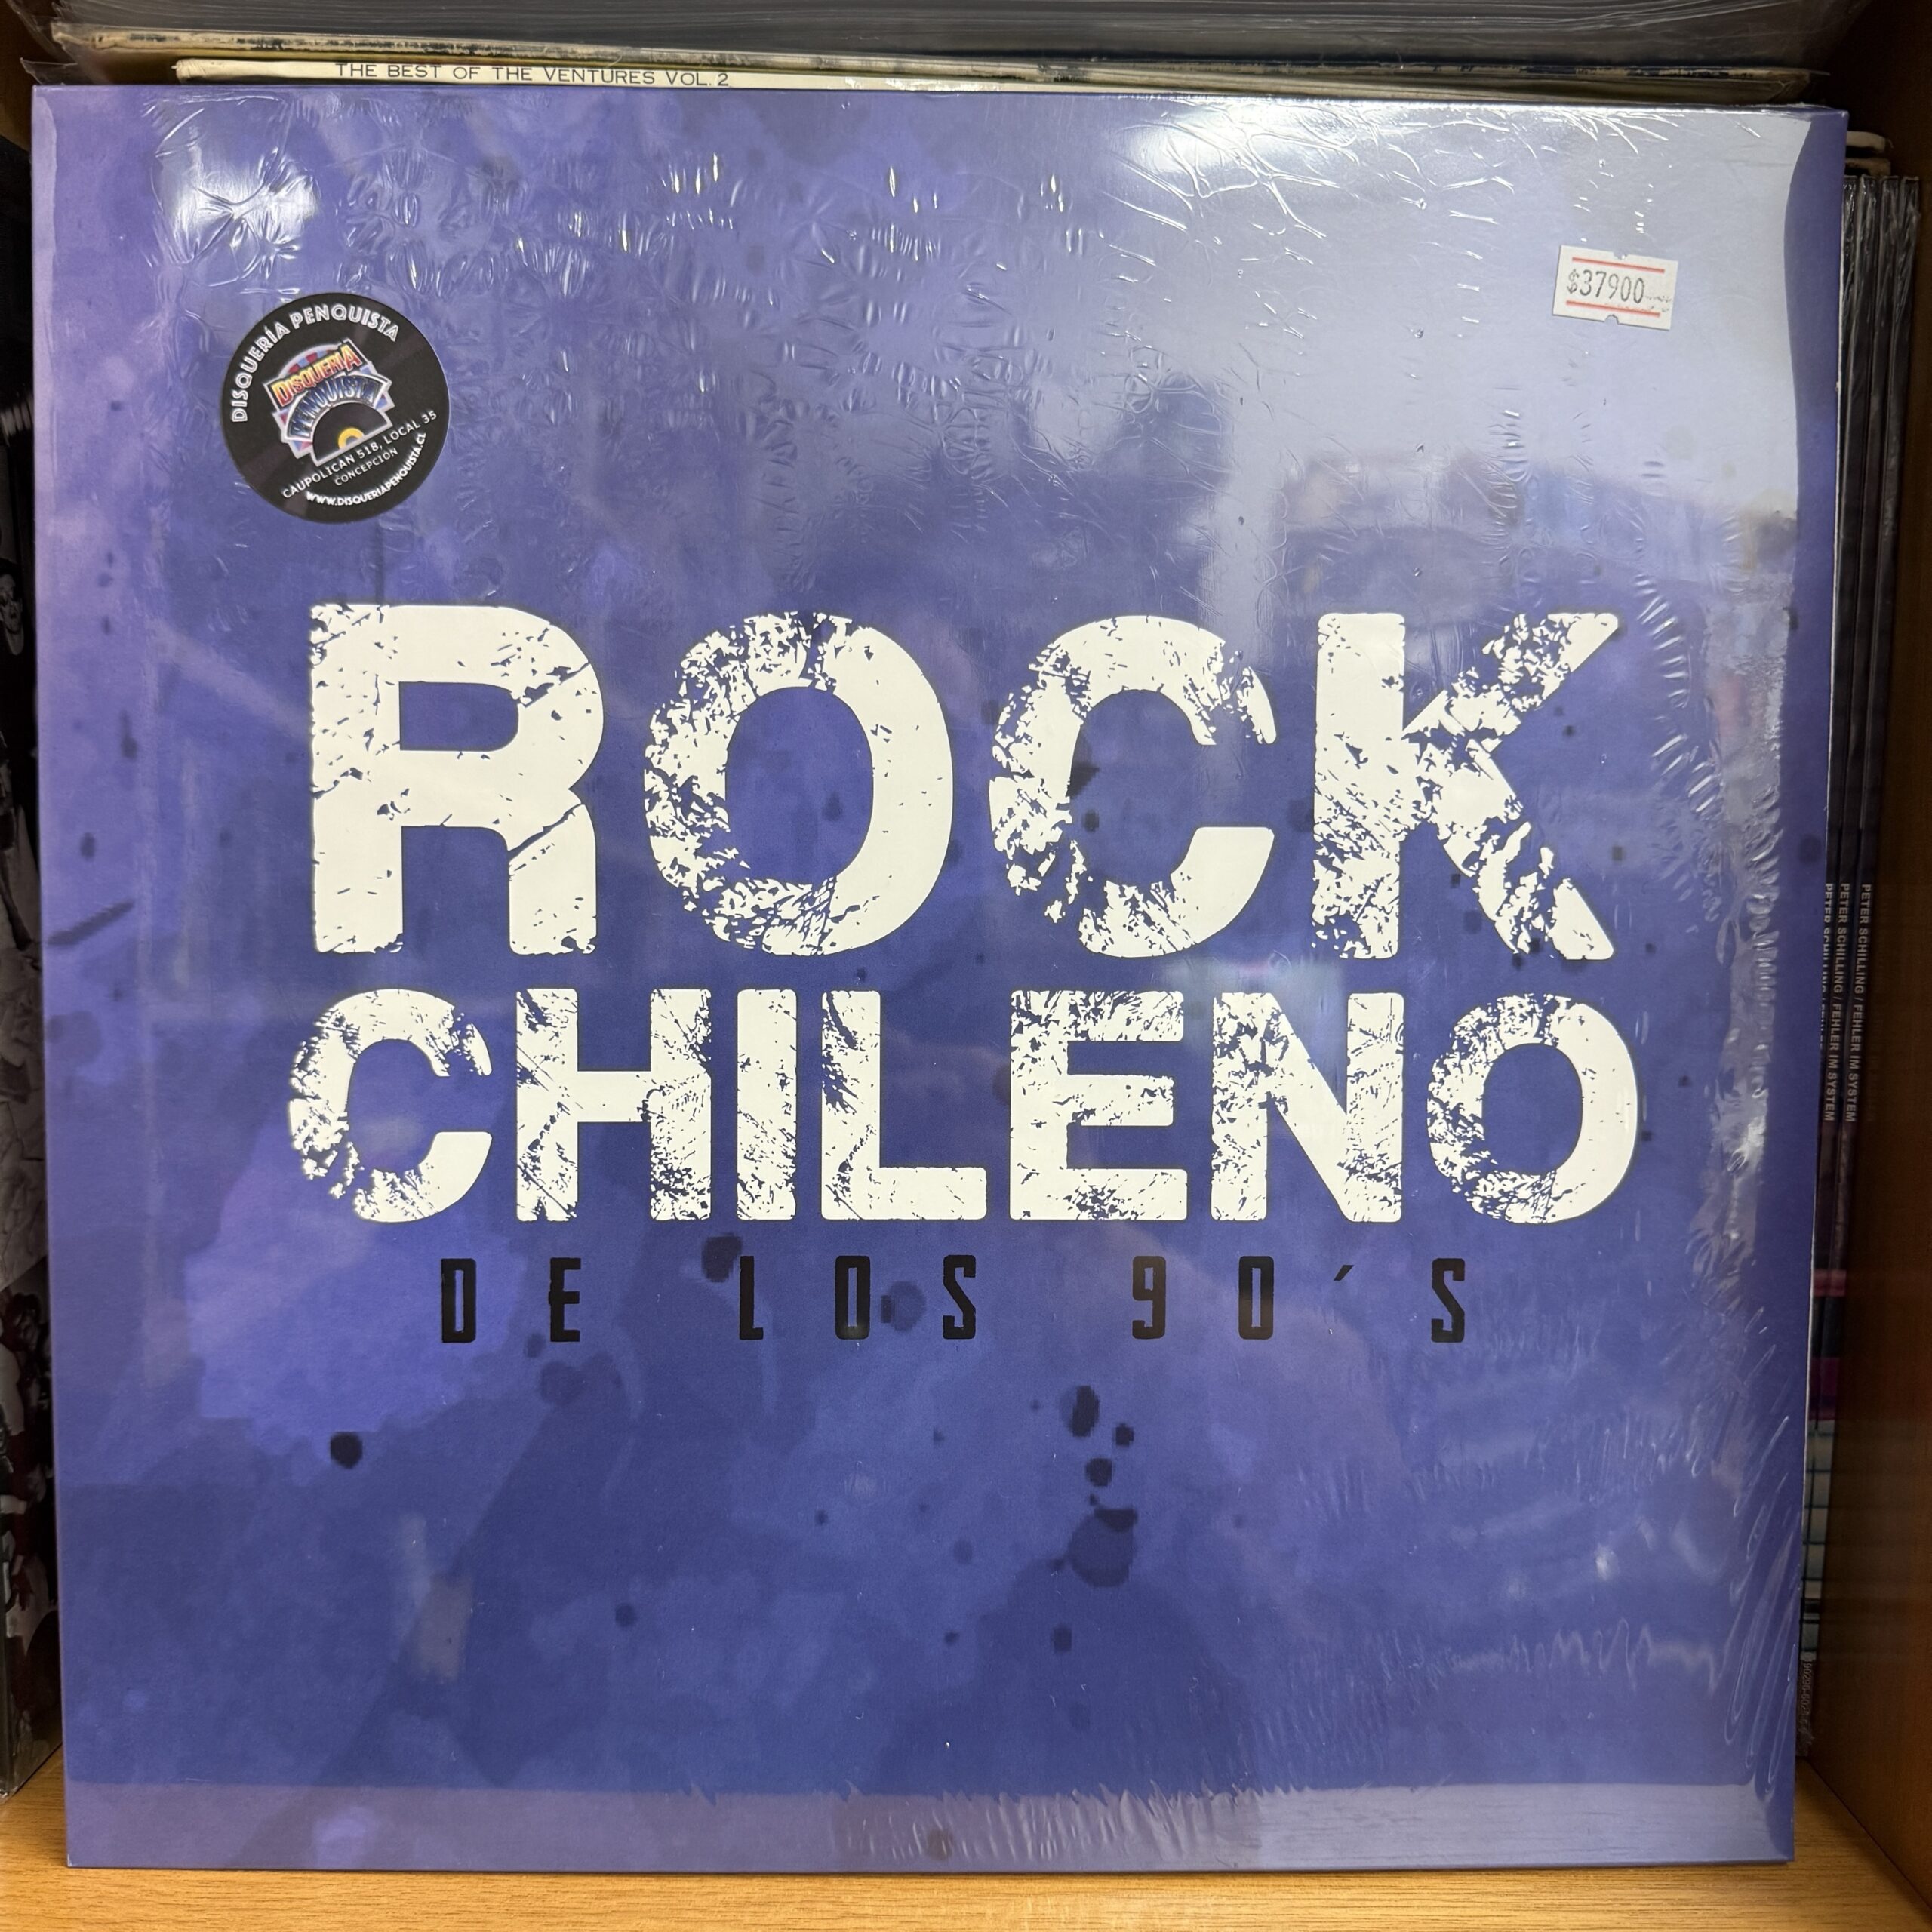 THE BEST OF THE VENTURES VOL. 2
$37900
DISQUERÍA PENQUISTA
DISQUERIA
PENQUISTA
CAUPOLICAN 518, LOCAL 35
CONCEPCIÓN
WWW.DISQUERIAPENQUISTA.CL
ROCK
CHILENO
DE LOS 90´S
PETER SCHILLING / FEHLER IM SYSTEM
PETER SCHILLING / FEHLER IM SYSTEM